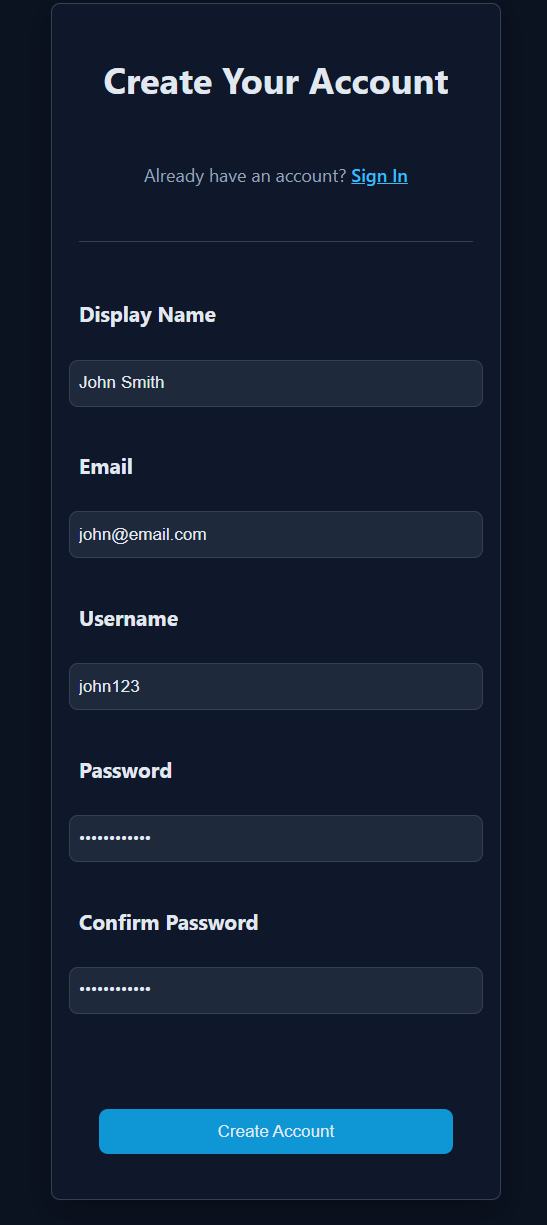 Create Your Account
Already have an account? Sign In
Display Name
John Smith
Email
john@email.com
Username
john123
Password
••••••••••••
Confirm Password
••••••••••••
Create Account